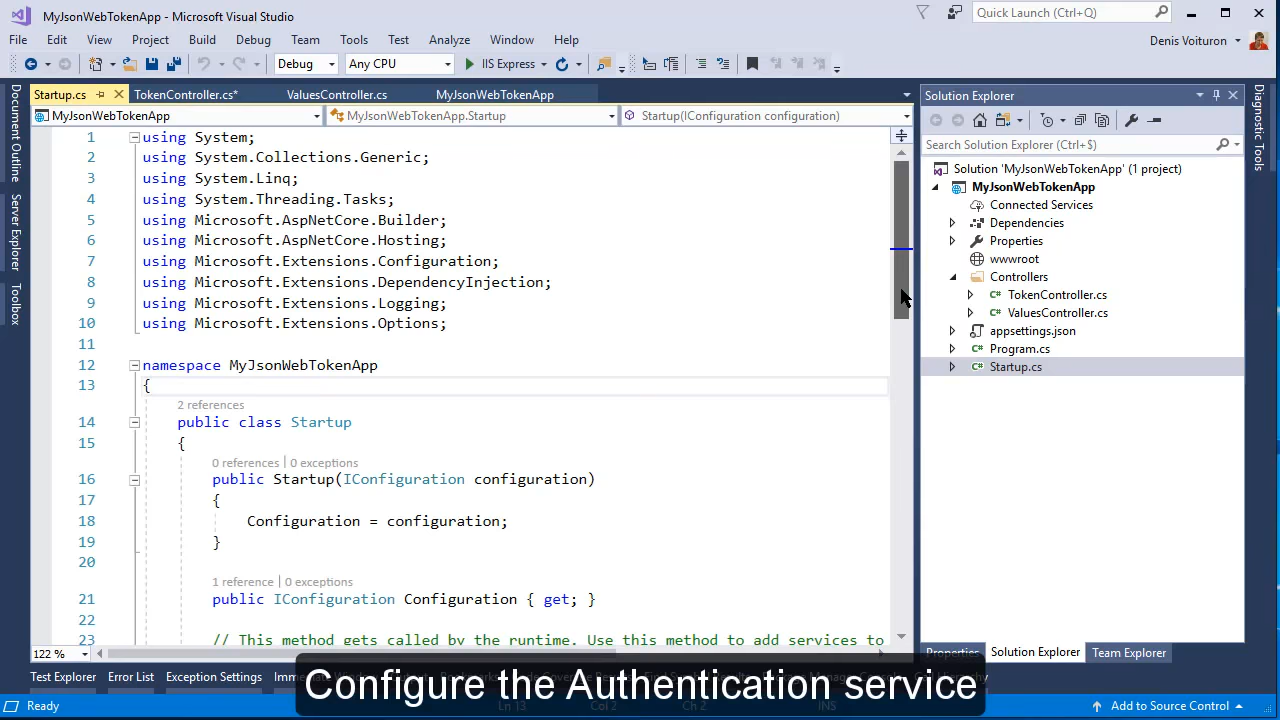 MyJsonWebTokenApp - Microsoft Visual Studio
Quick Launch (Ctrl+Q)
File Edit View Project Build Debug Team Tools Test Analyze Window Help
Denis Voituron
Debug Any CPU IIS Express
Document Outline
Server Explorer
Toolbox
Startup.cs TokenController.cs* ValuesController.cs MyJsonWebTokenApp
MyJsonWebTokenApp MyJsonWebTokenApp.Startup Startup(IConfiguration configuration)
1 using System;
2 using System.Collections.Generic;
3 using System.Linq;
4 using System.Threading.Tasks;
5 using Microsoft.AspNetCore.Builder;
6 using Microsoft.AspNetCore.Hosting;
7 using Microsoft.Extensions.Configuration;
8 using Microsoft.Extensions.DependencyInjection;
9 using Microsoft.Extensions.Logging;
10 using Microsoft.Extensions.Options;
11
12 namespace MyJsonWebTokenApp
13 {
2 references
14 public class Startup
15 {
0 references | 0 exceptions
16 public Startup(IConfiguration configuration)
17 {
18 Configuration = configuration;
19 }
20
1 reference | 0 exceptions
21 public IConfiguration Configuration { get; }
22
23 // This method gets called by the runtime. Use this method to add services to
122 %
Solution Explorer
Search Solution Explorer (Ctrl+$)
Solution 'MyJsonWebTokenApp' (1 project)
MyJsonWebTokenApp
Connected Services
Dependencies
Properties
wwwroot
Controllers
C# TokenController.cs
C# ValuesController.cs
appsettings.json
C# Program.cs
C# Startup.cs
Properties Solution Explorer Team Explorer
Diagnostic Tools
Test Explorer Error List Exception Settings
Configure the Authentication service
Ready Ln 13 Col 2 Ch 2 INS Add to Source Control